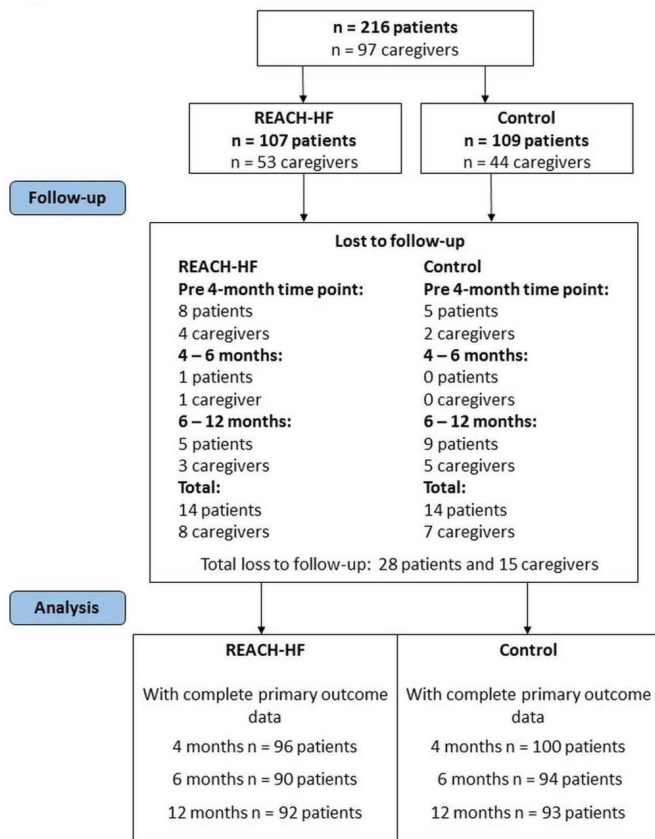 n = 216 patients
n = 97 caregivers
REACH-HF
n = 107 patients
n = 53 caregivers
Control
n = 109 patients
n = 44 caregivers
Follow-up
Lost to follow-up
REACH-HF
Pre 4-month time point:
8 patients
4 caregivers
4 – 6 months:
1 patients
1 caregiver
6 – 12 months:
5 patients
3 caregivers
Total:
14 patients
8 caregivers
Control
Pre 4-month time point:
5 patients
2 caregivers
4 – 6 months:
0 patients
0 caregivers
6 – 12 months:
9 patients
5 caregivers
Total:
14 patients
7 caregivers
Total loss to follow-up: 28 patients and 15 caregivers
Analysis
REACH-HF
With complete primary outcome
data
4 months n = 96 patients
6 months n = 90 patients
12 months n = 92 patients
Control
With complete primary outcome
data
4 months n = 100 patients
6 months n = 94 patients
12 months n = 93 patients